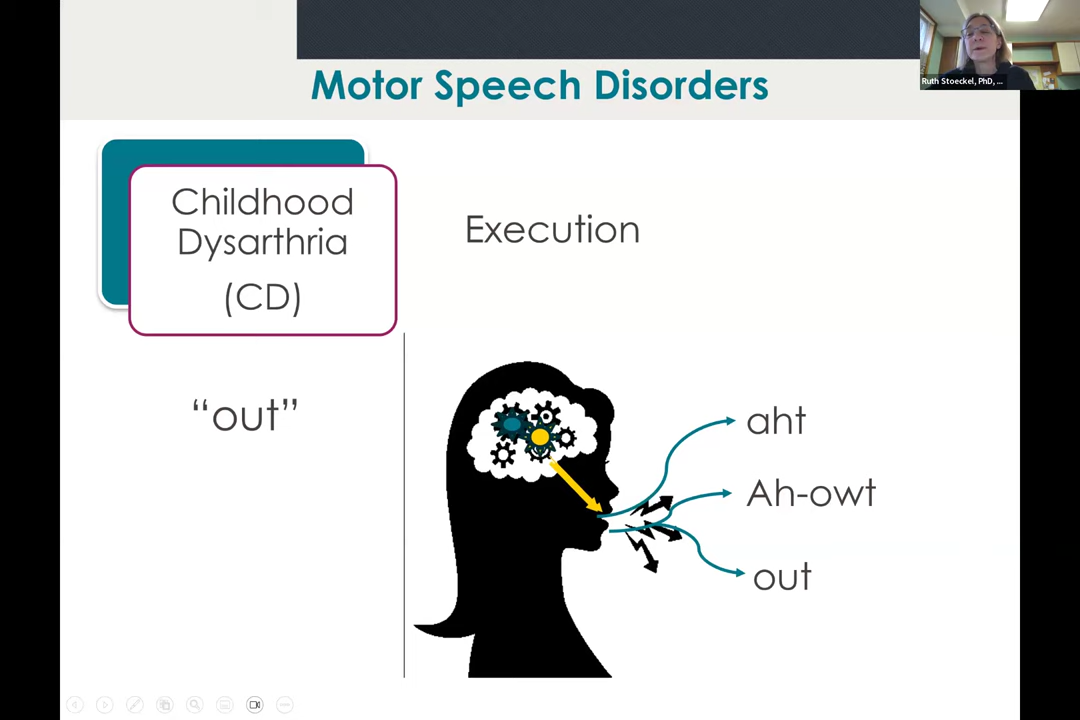 Motor Speech Disorders
Ruth Stoeckel, PhD, ...
Childhood
Dysarthria
(CD)
Execution
“out”
aht
Ah-owt
out